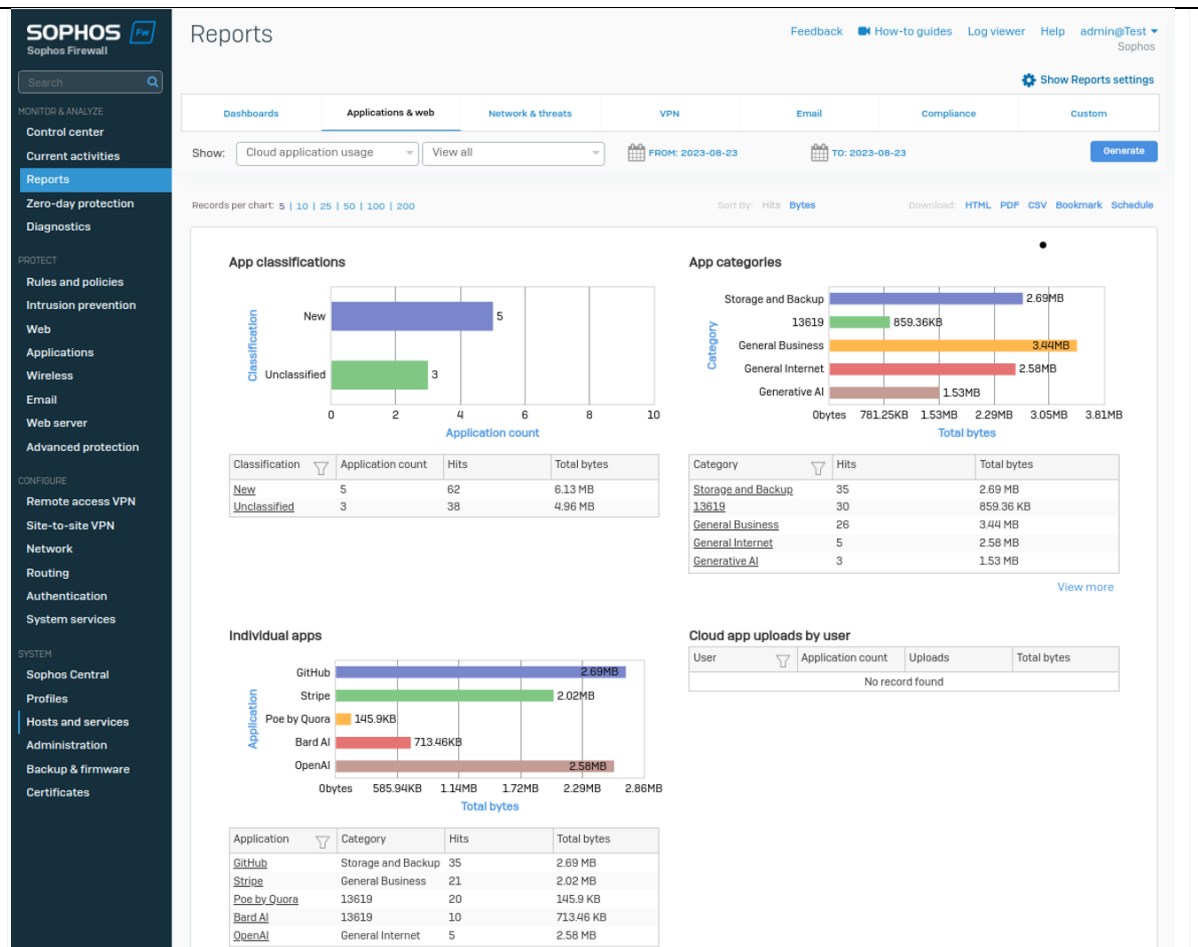 SOPHOS FW
Sophos Firewall
Search
MONITOR & ANALYZE
Control center
Current activities
Reports
Zero-day protection
Diagnostics
PROTECT
Rules and policies
Intrusion prevention
Web
Applications
Wireless
Email
Web server
Advanced protection
CONFIGURE
Remote access VPN
Site-to-site VPN
Network
Routing
Authentication
System services
SYSTEM
Sophos Central
Profiles
Hosts and services
Administration
Backup & firmware
Certificates
Reports
Feedback How-to guides Log viewer Help admin@Test
Sophos
Show Reports settings
Dashboards Applications & web Network & threats VPN Email Compliance Custom
Show: Cloud application usage View all FROM: 2023-08-23 TO: 2023-08-23 Generate
Records per chart: 5 | 10 | 25 | 50 | 100 | 200 Sort By: Hits Bytes Download: HTML PDF CSV Bookmark Schedule
App classifications
Classification
New 5
Unclassified 3
0 2 4 6 8 10
Application count
Classification Application count Hits Total bytes
New 5 62 6.13 MB
Unclassified 3 38 4.96 MB
App categories
Category
Storage and Backup 2.69MB
13619 859.36KB
General Business 3.44MB
General Internet 2.58MB
Generative AI 1.53MB
0bytes 781.25KB 1.53MB 2.29MB 3.05MB 3.81MB
Total bytes
Category Hits Total bytes
Storage and Backup 35 2.69 MB
13619 30 859.36 KB
General Business 26 3.44 MB
General Internet 5 2.58 MB
Generative AI 3 1.53 MB
View more
Individual apps
Application
GitHub 2.69MB
Stripe 2.02MB
Poe by Quora 145.9KB
Bard AI 713.46KB
OpenAI 2.58MB
0bytes 585.94KB 1.14MB 1.72MB 2.29MB 2.86MB
Total bytes
Application Category Hits Total bytes
GitHub Storage and Backup 35 2.69 MB
Stripe General Business 21 2.02 MB
Poe by Quora 13619 20 145.9 KB
Bard AI 13619 10 713.46 KB
OpenAI General Internet 5 2.58 MB
Cloud app uploads by user
User Application count Uploads Total bytes
No record found